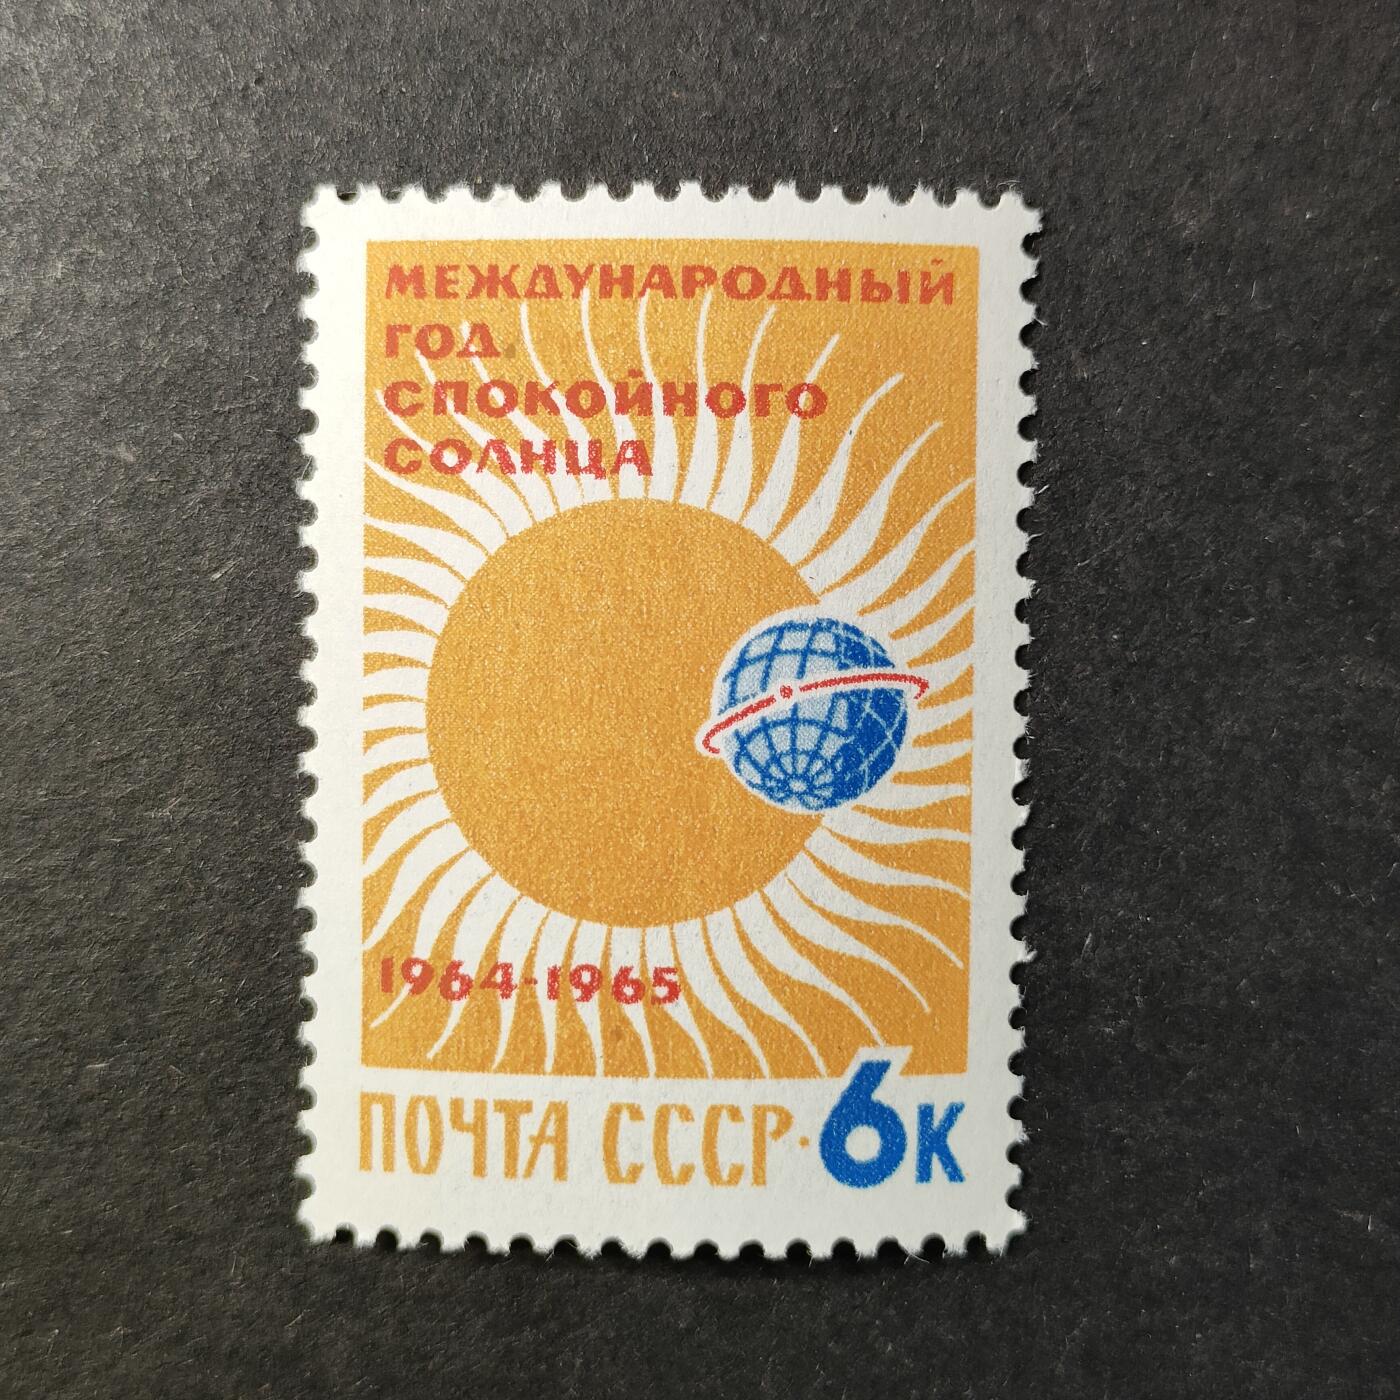 МЕЖДУНАРОДНЫЙ
ГОД
СПОКОЙНОГО
СОЛНЦА
1964-1965
ПОЧТА СССР·6К